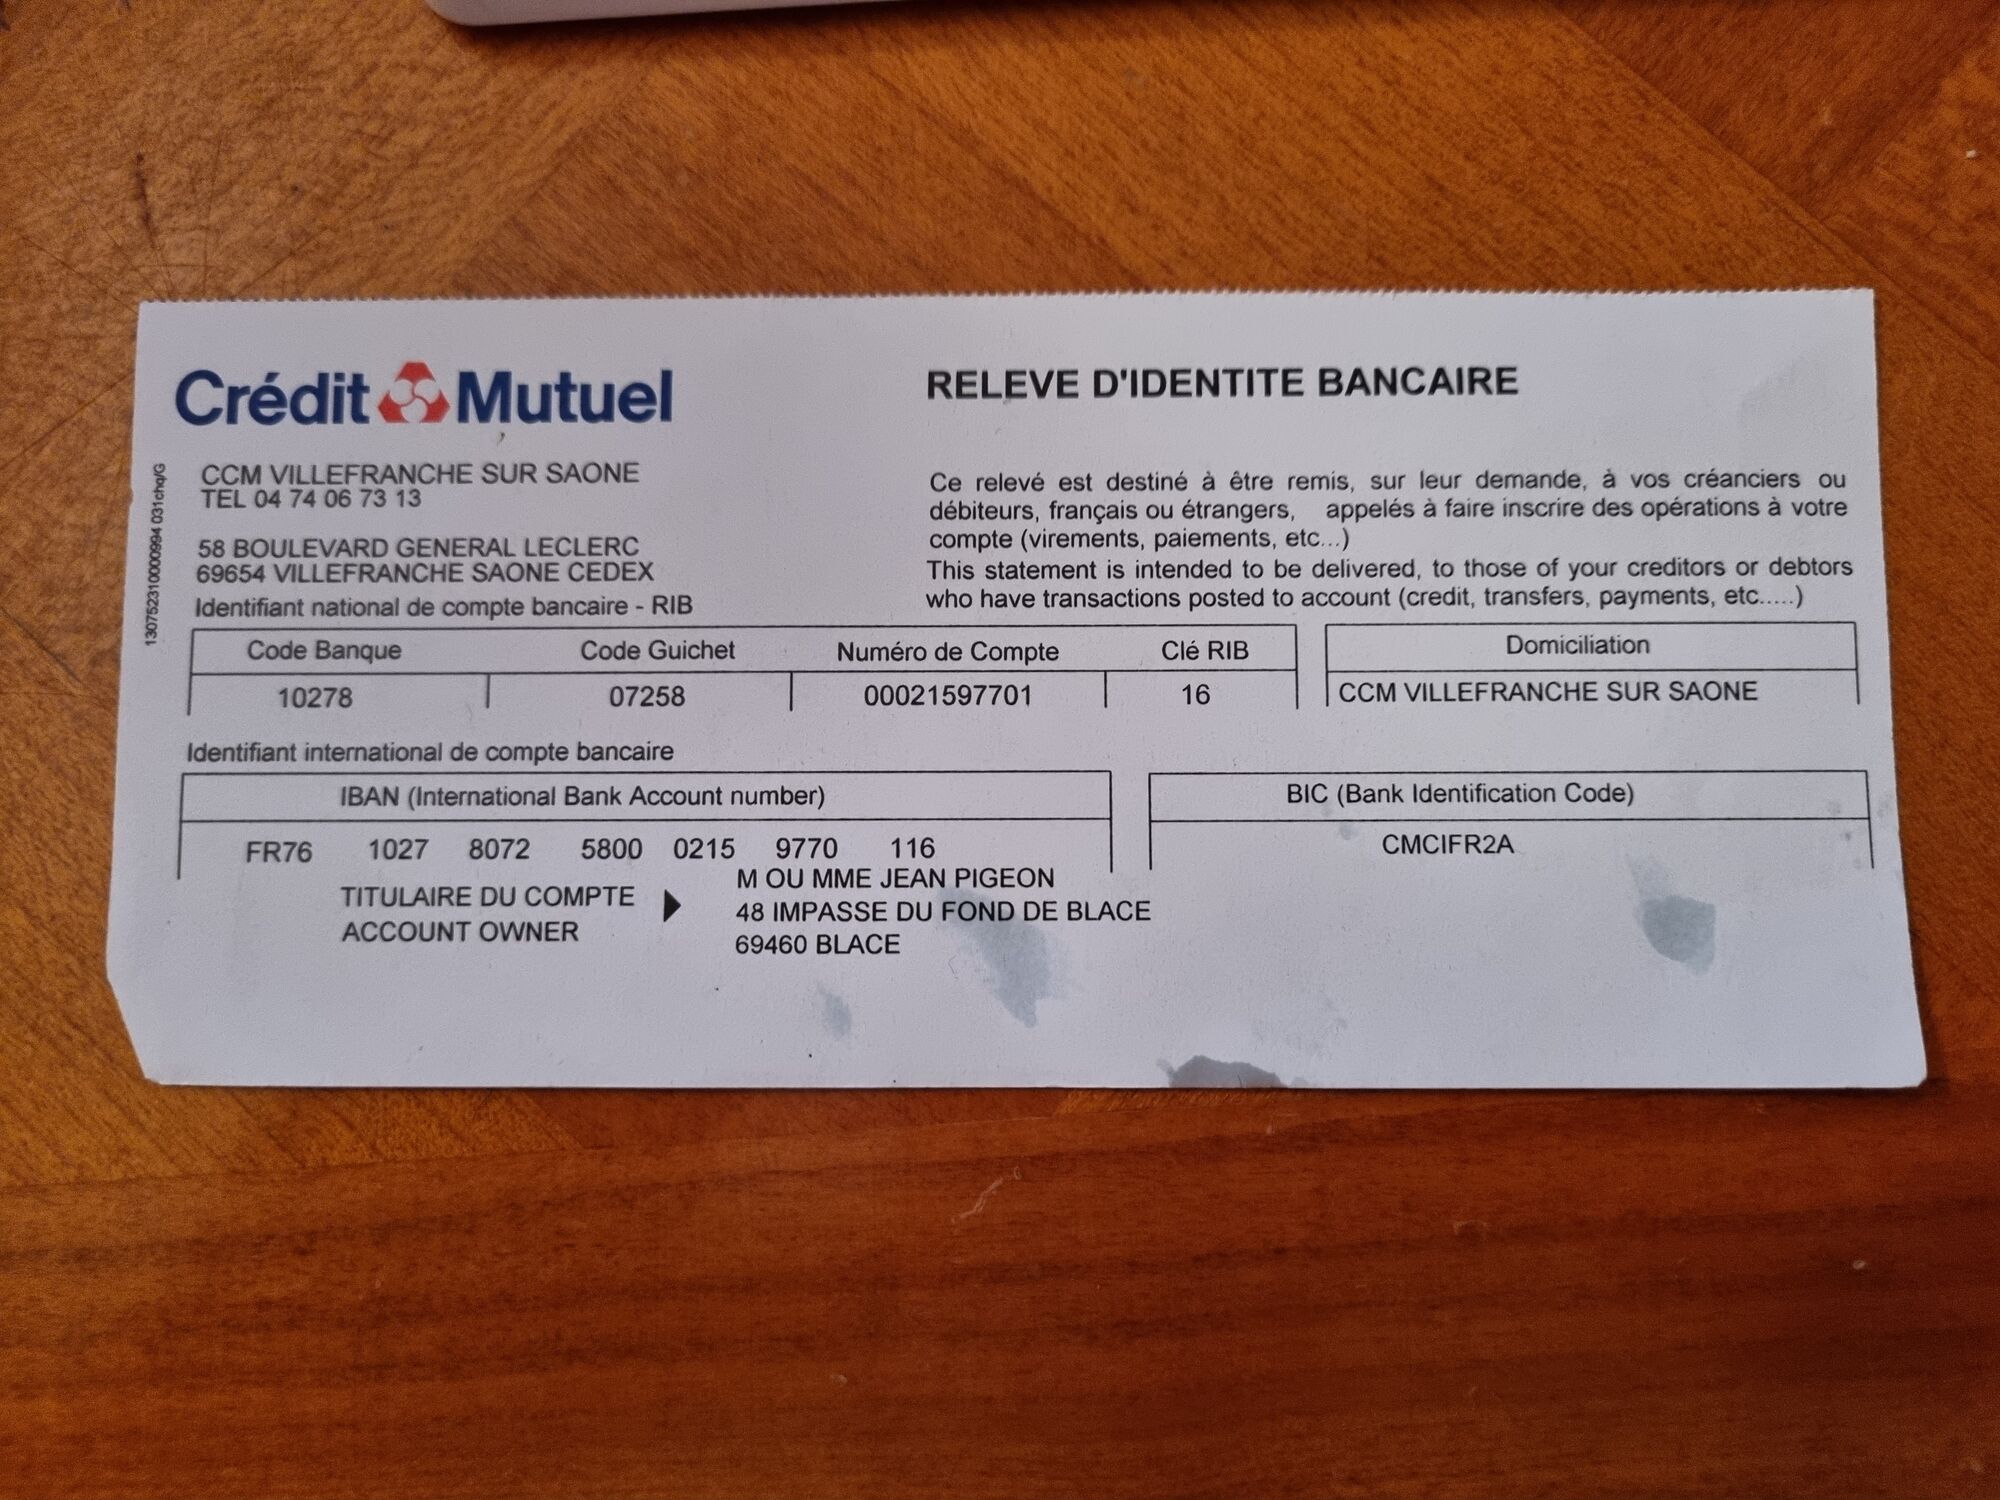 Crédit Mutuel
RELEVE D'IDENTITE BANCAIRE
CCM VILLEFRANCHE SUR SAONE
TEL 04 74 06 73 13
58 BOULEVARD GENERAL LECLERC
69654 VILLEFRANCHE SAONE CEDEX
Ce relevé est destiné à être remis, sur leur demande, à vos créanciers ou
débiteurs, français ou étrangers, appelés à faire inscrire des opérations à votre
compte (virements, paiements, etc...)
This statement is intended to be delivered, to those of your creditors or debtors
who have transactions posted to account (credit, transfers, payments, etc.....)
130752310000994 031chq/G
Identifiant national de compte bancaire - RIB
Code Banque Code Guichet Numéro de Compte Clé RIB Domiciliation
10278 07258 00021597701 16 CCM VILLEFRANCHE SUR SAONE
Identifiant international de compte bancaire
IBAN (International Bank Account number) BIC (Bank Identification Code)
FR76 1027 8072 5800 0215 9770 116 CMCIFR2A
TITULAIRE DU COMPTE
ACCOUNT OWNER
M OU MME JEAN PIGEON
48 IMPASSE DU FOND DE BLACE
69460 BLACE